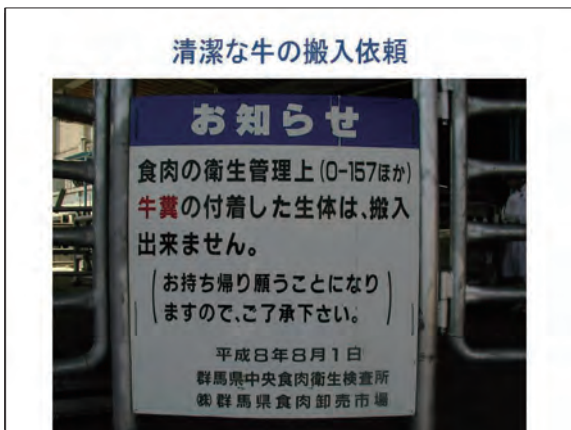 清潔な牛の搬入依頼
お知らせ
食肉の衛生管理上(O-157ほか)
牛糞の付着した生体は、搬入
出来ません。
(お持ち帰り願うことになり
ますので、ご了承下さい。)
平成8年8月1日
群馬県中央食肉衛生検査所
㈱群馬県食肉卸売市場